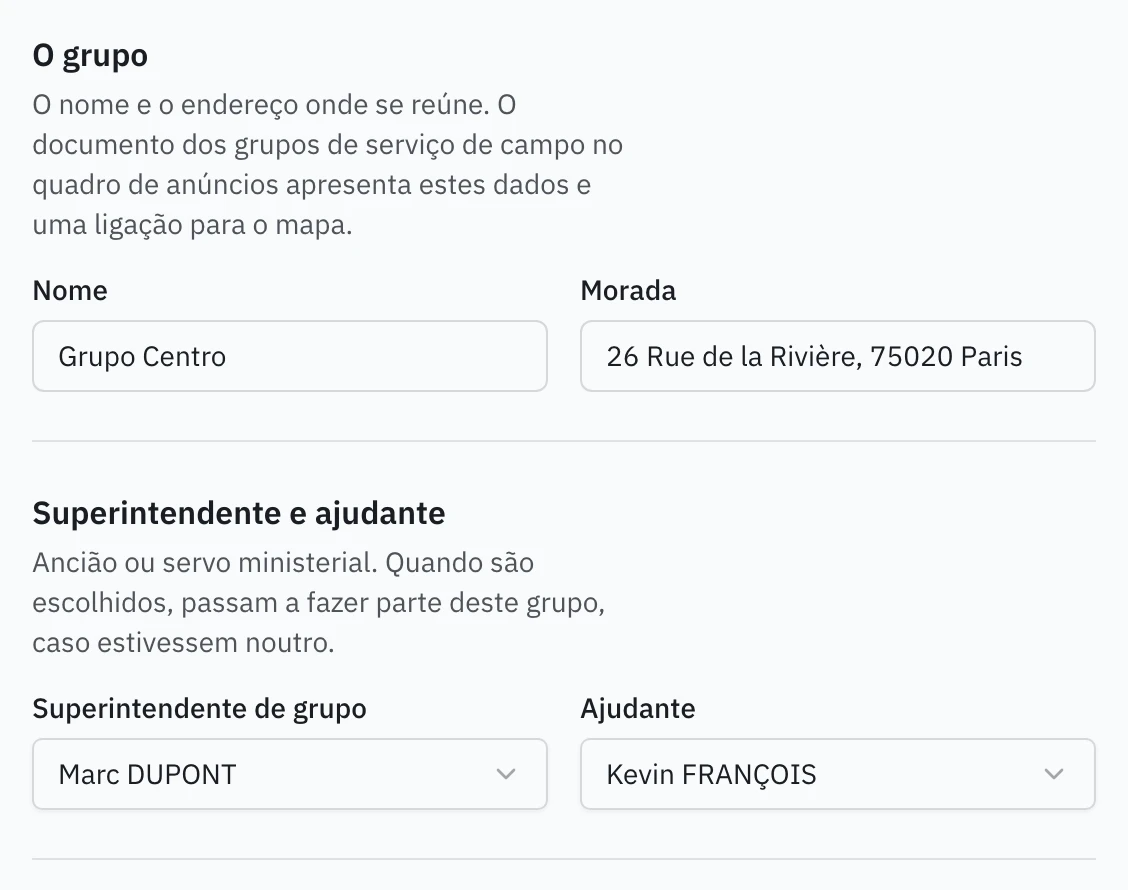 O grupo
O nome e o endereço onde se reúne. O
documento dos grupos de serviço de campo no
quadro de anúncios apresenta estes dados e
uma ligação para o mapa.
Nome
Morada
Grupo Centro
26 Rue de la Rivière, 75020 Paris
Superintendente e ajudante
Ancião ou servo ministerial. Quando são
escolhidos, passam a fazer parte deste grupo,
caso estivessem noutro.
Superintendente de grupo
Ajudante
Marc DUPONT
Kevin FRANÇOIS